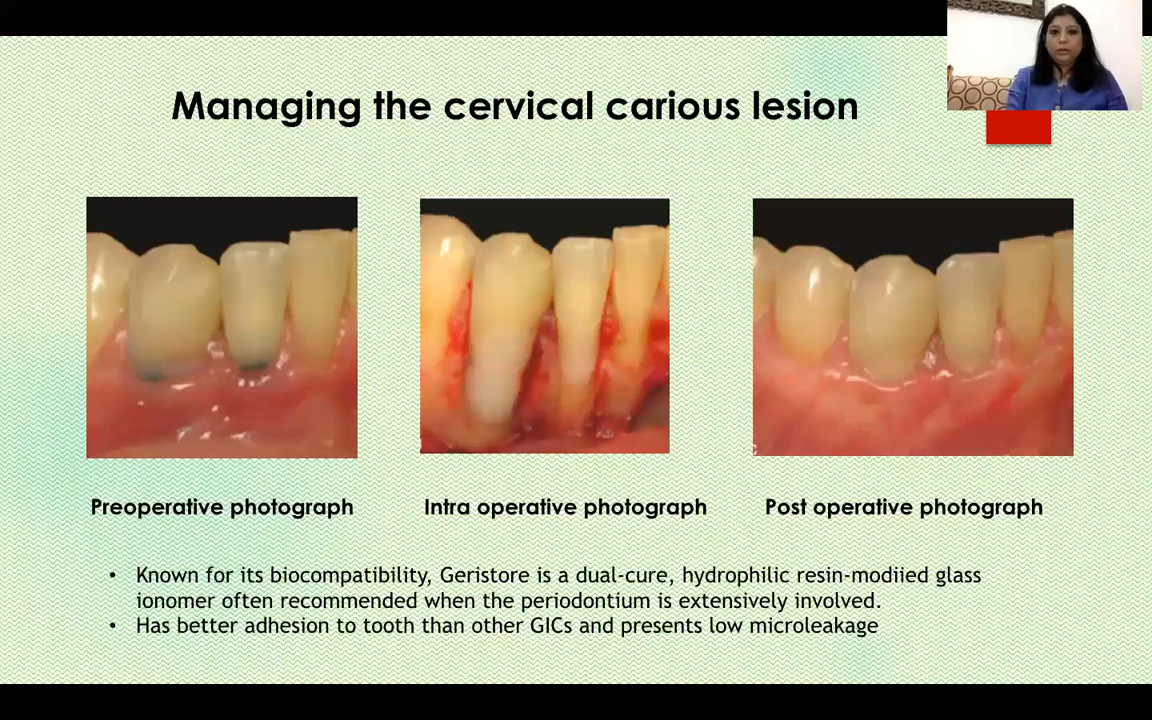 Managing the cervical carious lesion
Preoperative photograph
Intra operative photograph
Post operative photograph
• Known for its biocompatibility, Geristore is a dual-cure, hydrophilic resin-modiied glass
ionomer often recommended when the periodontium is extensively involved.
• Has better adhesion to tooth than other GICs and presents low microleakage